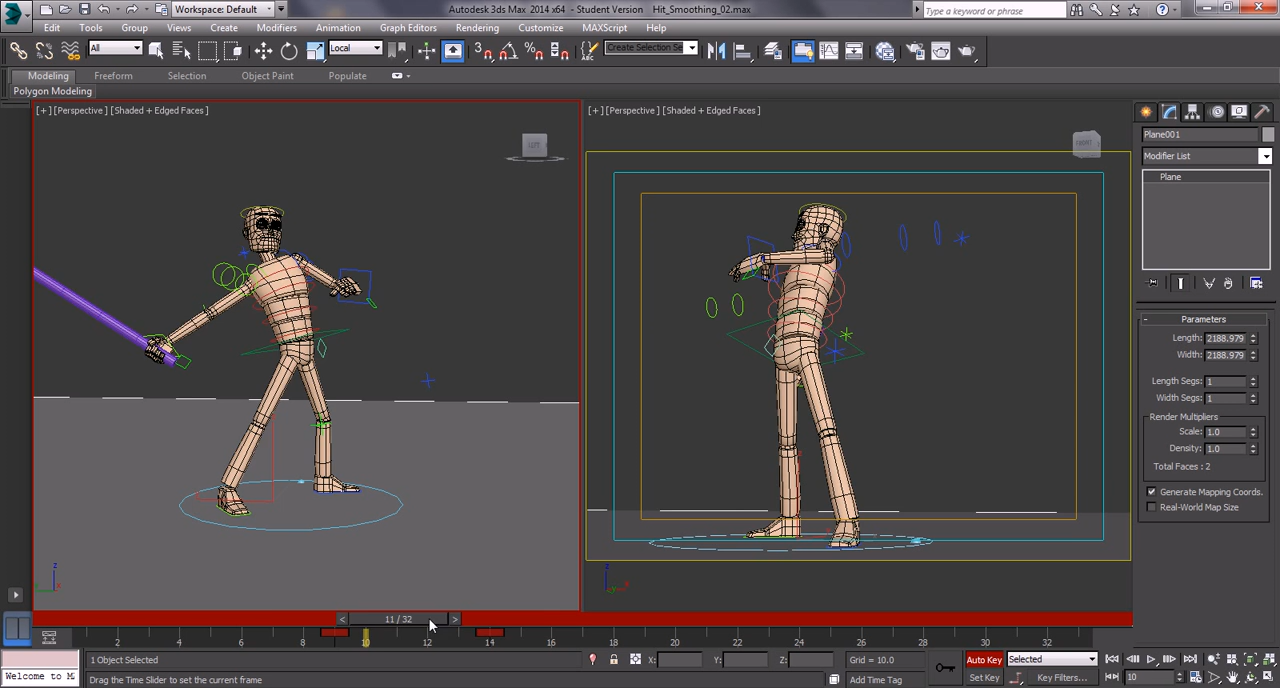 Workspace: Default
Autodesk 3ds Max 2014 x64 - Student Version Hit_Smoothing_02.max
Type a keyword or phrase
Edit Tools Group Views Create Modifiers Animation Graph Editors Rendering Customize MAXScript Help
All
Local
Create Selection Se
Modeling Freeform Selection Object Paint Populate
Polygon Modeling
[+] [Perspective] [Shaded + Edged Faces]
[+] [Perspective] [Shaded + Edged Faces]
LEFT
FRONT
Plane001
Modifier List
Plane
Parameters
Length: 2188.979
Width: 2188.979
Length Segs: 1
Width Segs: 1
Render Multipliers
Scale: 1.0
Density: 1.0
Total Faces : 2
Generate Mapping Coords.
Real-World Map Size
z
x
z
< 11 / 32 >
2 10 12 14 16 18 20 22 24 26 28 30 32
1 Object Selected
X: Y: Z:
Grid = 10.0
Auto Key Selected
Welcome to M
Drag the Time Slider to set the current frame
Add Time Tag
Set Key
Key Filters...
10